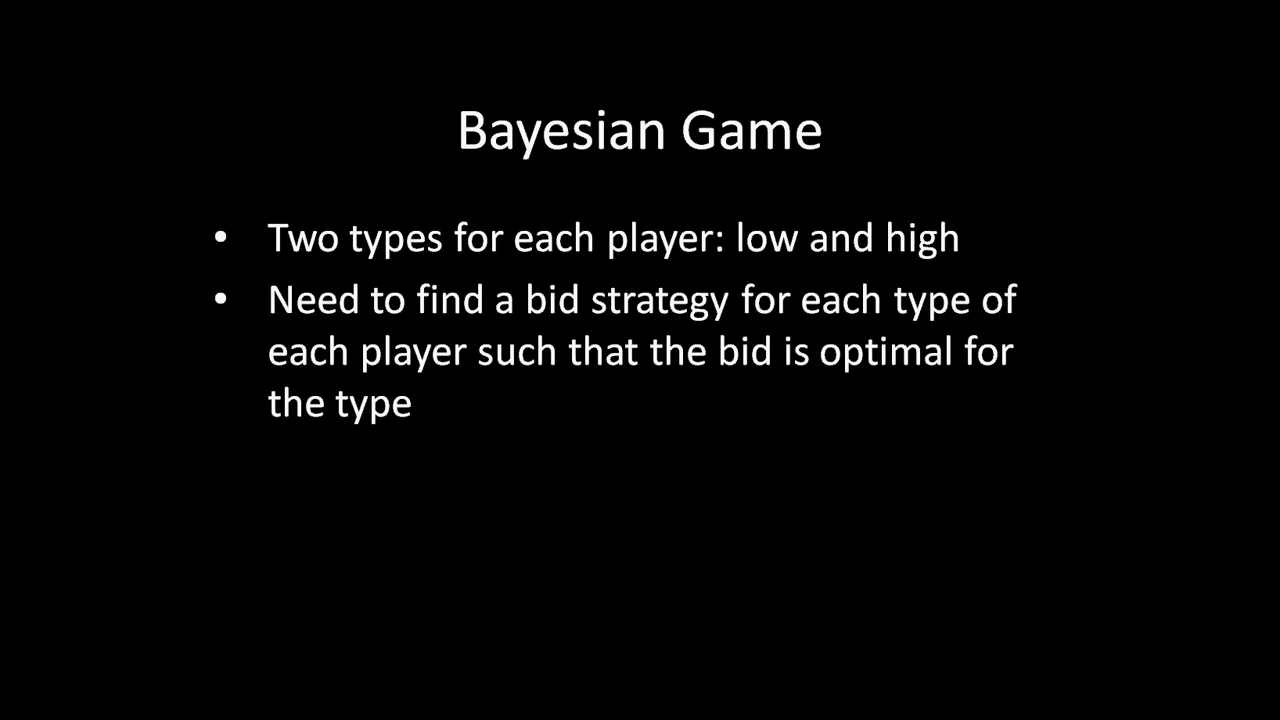 Bayesian Game
• Two types for each player: low and high
• Need to find a bid strategy for each type of
each player such that the bid is optimal for
the type